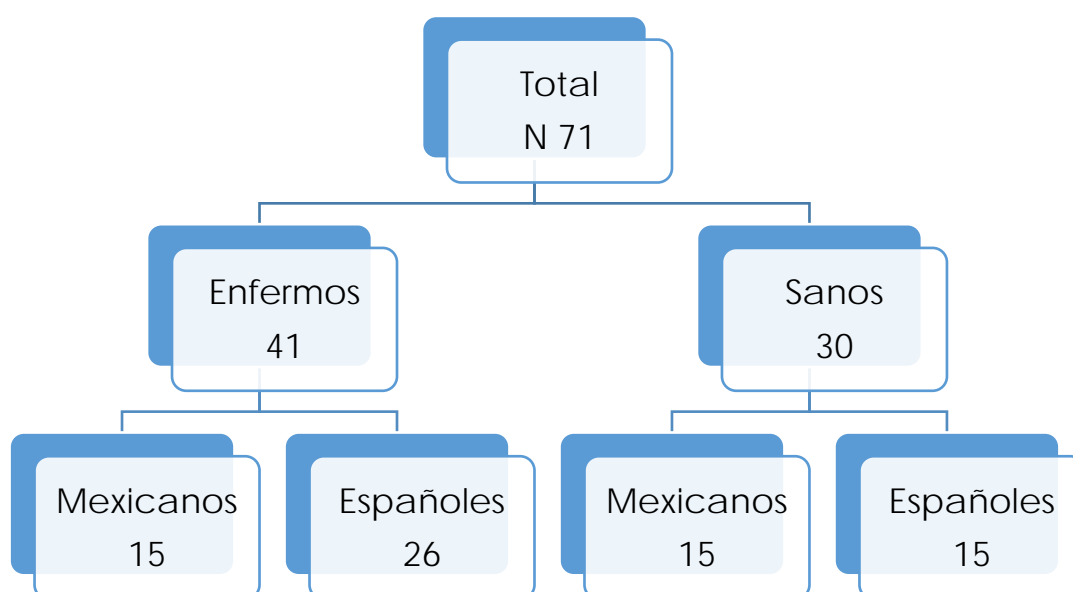 Total
N 71
Enfermos
41
Sanos
30
Mexicanos
15
Españoles
26
Mexicanos
15
Españoles
15